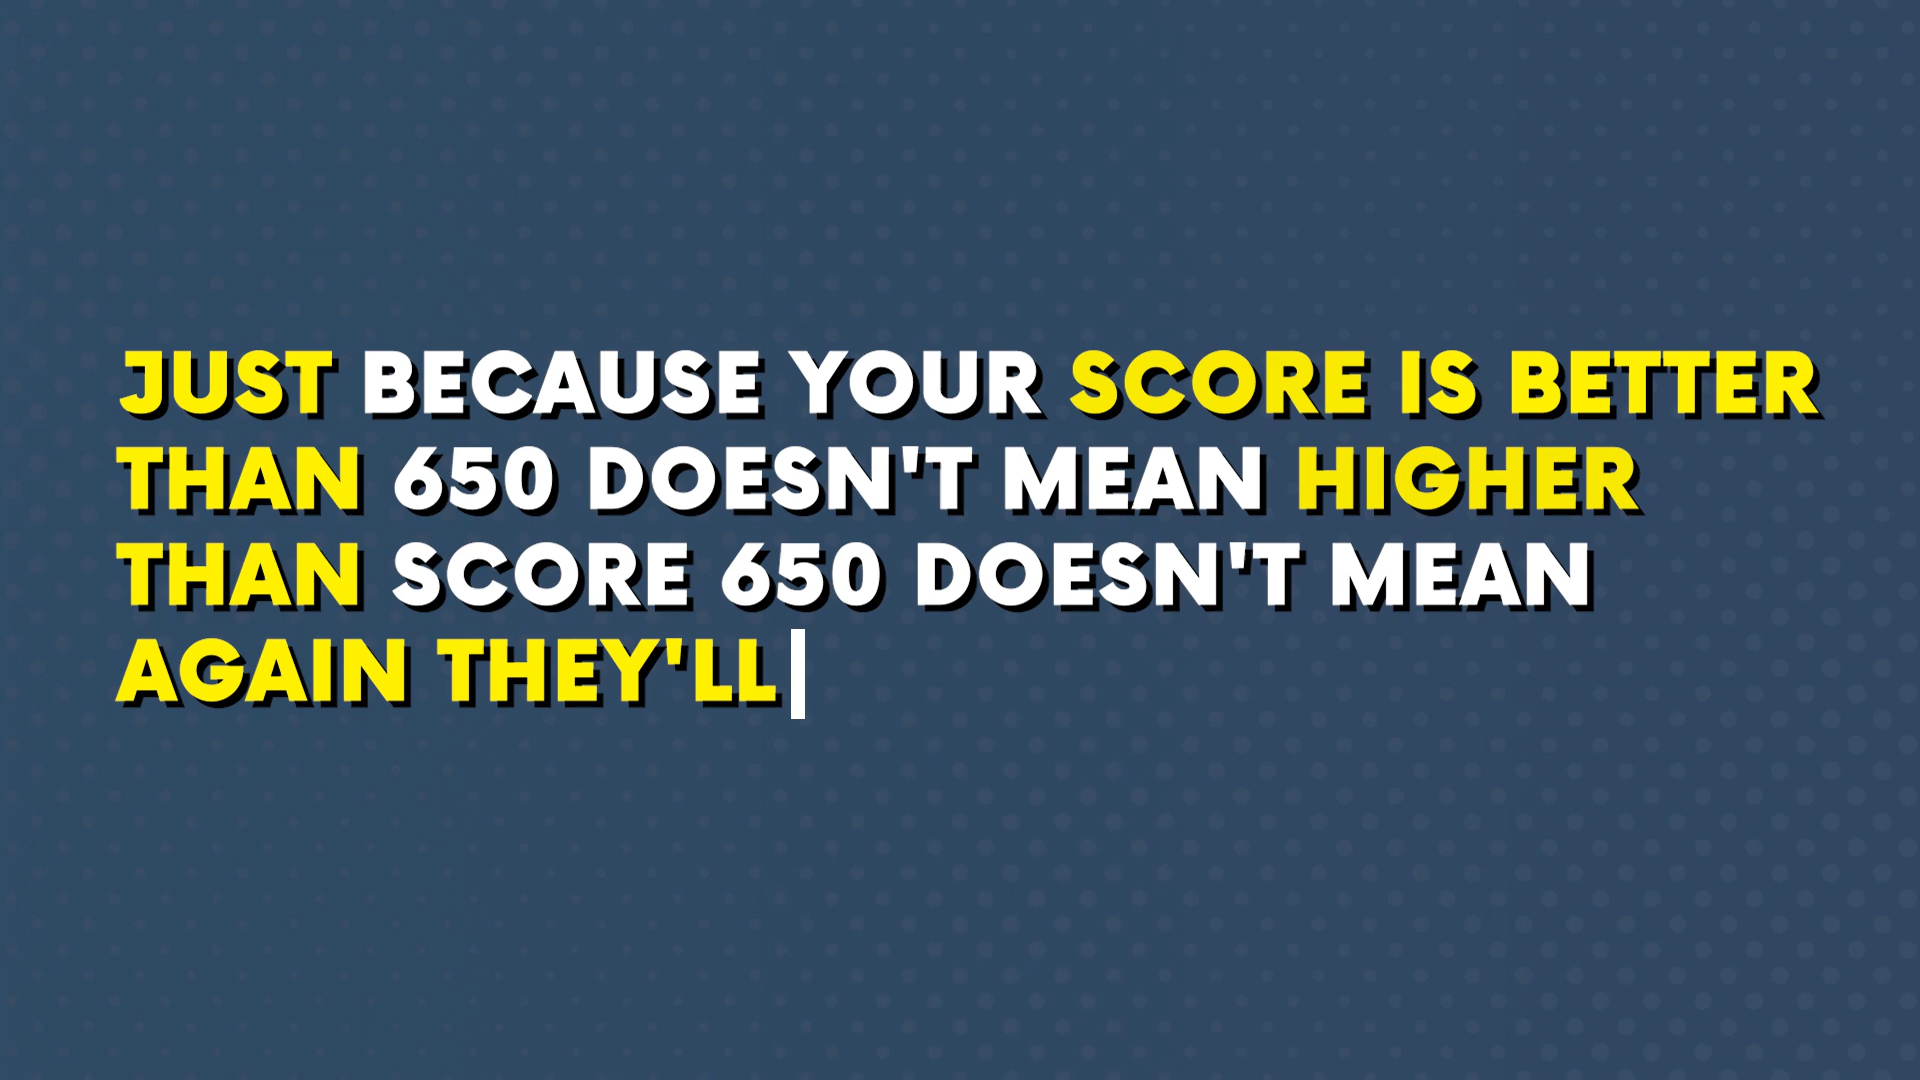 JUST BECAUSE YOUR SCORE IS BETTER
THAN 650 DOESN'T MEAN HIGHER
THAN SCORE 650 DOESN'T MEAN
AGAIN THEY'LL